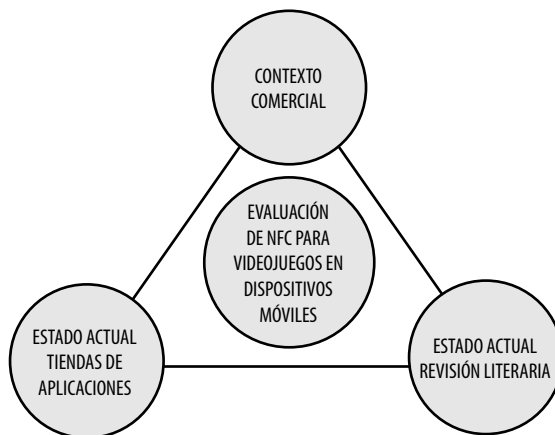 CONTEXTO
COMERCIAL
EVALUACIÓN
DE NFC PARA
VIDEOJUEGOS EN
DISPOSITIVOS
MÓVILES
ESTADO ACTUAL
TIENDAS DE
APLICACIONES
ESTADO ACTUAL
REVISIÓN LITERARIA